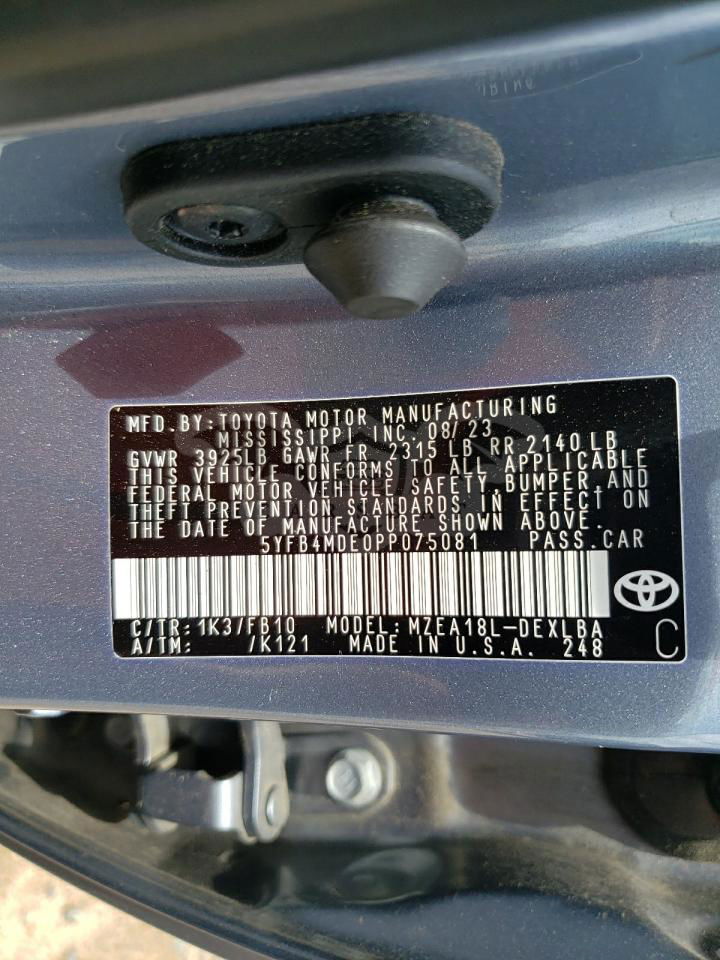 MFD.BY:TOYOTA MOTOR MANUFACTURING
MISSISSIPPI,INC. 08/23
GVWR 3925LB GAWR FR 2315 LB RR 2140 LB
THIS VEHICLE CONFORMS TO ALL APPLICABLE
FEDERAL MOTOR VEHICLE SAFETY,BUMPER,AND
THEFT PREVENTION STANDARDS IN EFFECT ON
THE DATE OF MANUFACTURE SHOWN ABOVE.
5YFB4MDE0PP075081 PASS.CAR
C/TR: 1K3/FB10 MODEL: MZEA18L-DEXLBA
A/TM: /K121 MADE IN U.S.A. 248
C